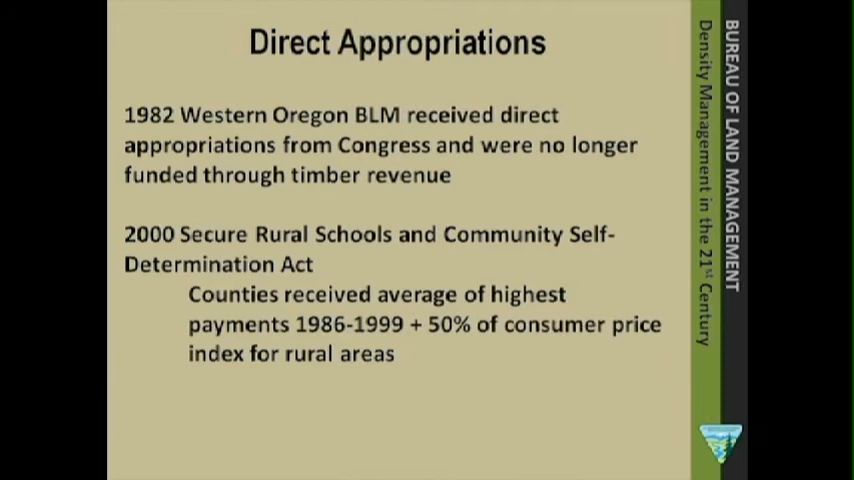 Direct Appropriations
1982 Western Oregon BLM received direct
appropriations from Congress and were no longer
funded through timber revenue
2000 Secure Rural Schools and Community Self-
Determination Act
Counties received average of highest
payments 1986-1999 + 50% of consumer price
index for rural areas
BUREAU OF LAND MANAGEMENT
Density Management in the 21st Century